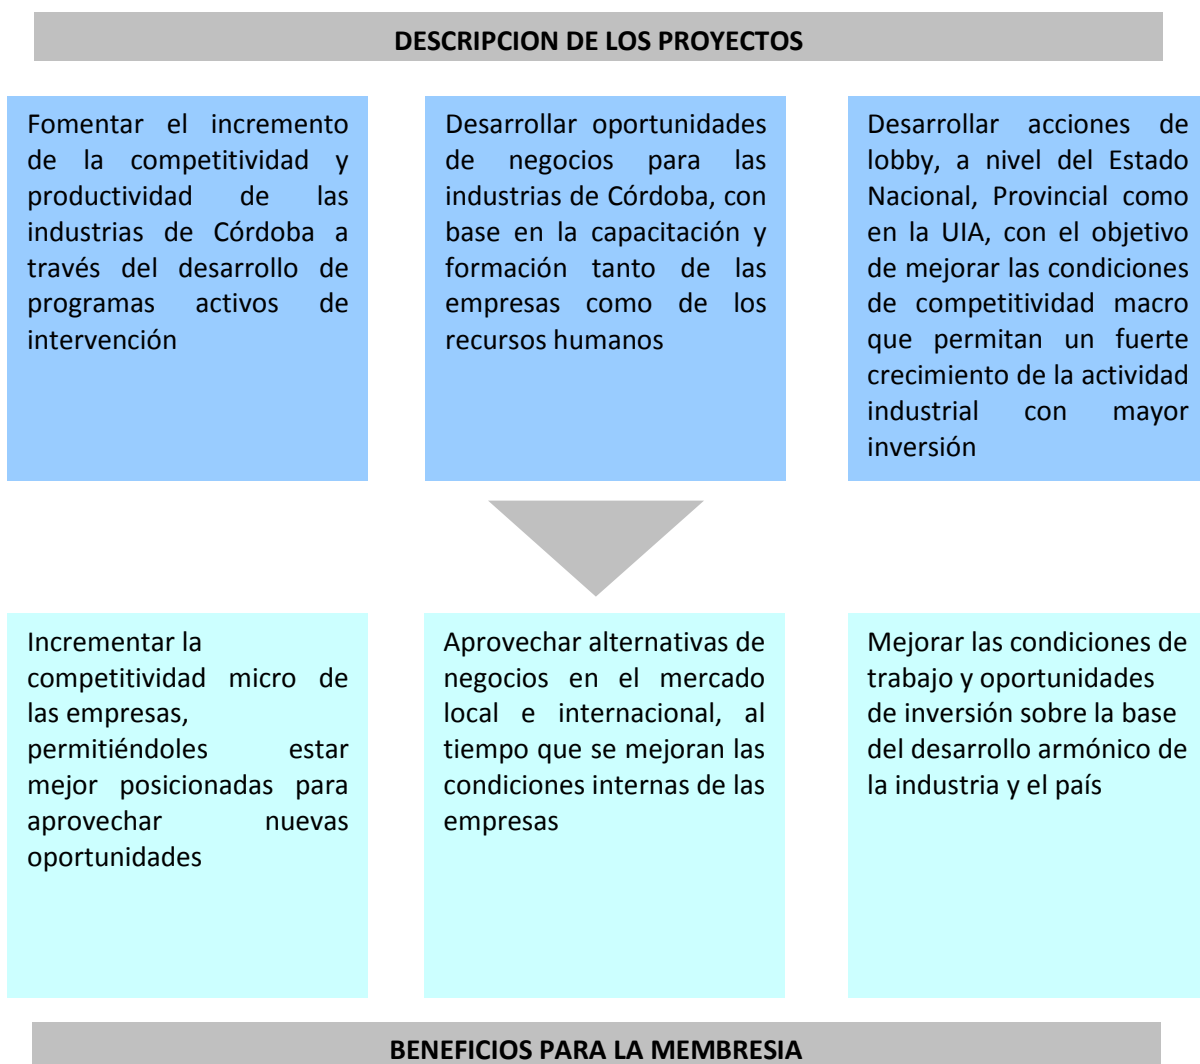 DESCRIPCION DE LOS PROYECTOS
Fomentar el incremento
de la competitividad y
productividad de las
industrias de Córdoba a
través del desarrollo de
programas activos de
intervención
Desarrollar oportunidades
de negocios para las
industrias de Córdoba, con
base en la capacitación y
formación tanto de las
empresas como de los
recursos humanos
Desarrollar acciones de
lobby, a nivel del Estado
Nacional, Provincial como
en la UIA, con el objetivo
de mejorar las condiciones
de competitividad macro
que permitan un fuerte
crecimiento de la actividad
industrial con mayor
inversión
Incrementar la
competitividad micro de
las empresas,
permitiéndoles estar
mejor posicionadas para
aprovechar nuevas
oportunidades
Aprovechar alternativas de
negocios en el mercado
local e internacional, al
tiempo que se mejoran las
condiciones internas de las
empresas
Mejorar las condiciones de
trabajo y oportunidades
de inversión sobre la base
del desarrollo armónico de
la industria y el país
BENEFICIOS PARA LA MEMBRESIA